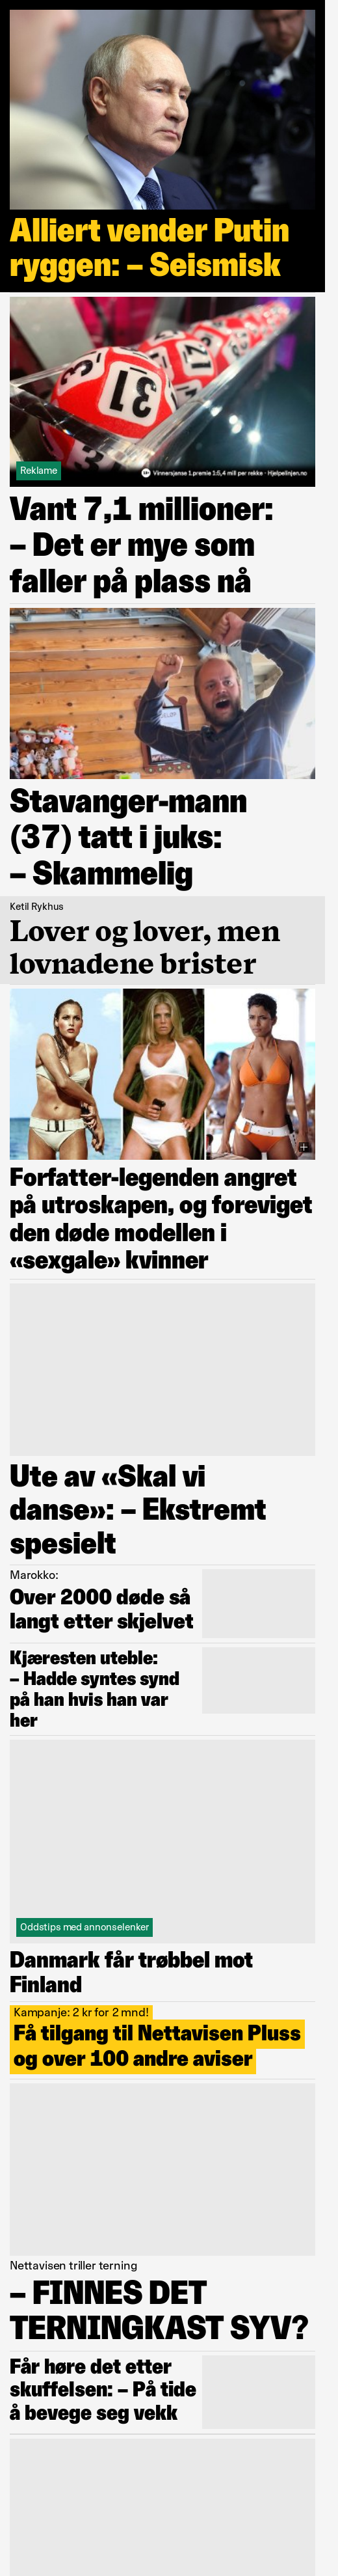 Alliert vender Putin
ryggen: – Seismisk
31
Reklame
Vinnersjanse 1.premie 1:5,4 mill per rekke · Hjelpelinjen.no
Vant 7,1 millioner:
– Det er mye som
faller på plass nå
Stavanger-mann
(37) tatt i juks:
– Skammelig
Ketil Rykhus
Lover og lover, men
lovnadene brister
Forfatter-legenden angret
på utroskapen, og foreviget
den døde modellen i
«sexgale» kvinner
Ute av «Skal vi
danse»: – Ekstremt
spesielt
Marokko:
Over 2000 døde så
langt etter skjelvet
Kjæresten uteble:
– Hadde syntes synd
på han hvis han var
her
Oddstips med annonselenker
Danmark får trøbbel mot
Finland
Kampanje: 2 kr for 2 mnd!
Få tilgang til Nettavisen Pluss
og over 100 andre aviser
Nettavisen triller terning
– FINNES DET
TERNINGKAST SYV?
Får høre det etter
skuffelsen: – På tide
å bevege seg vekk